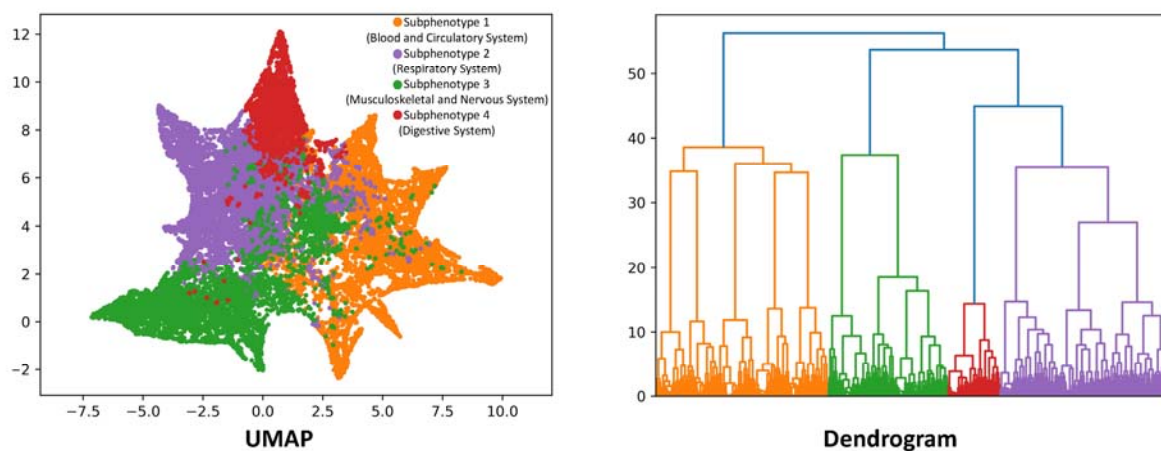 12
10
8
6
4
2
0
−2
−7.5 −5.0 −2.5 0.0 2.5 5.0 7.5 10.0
Subphenotype 1
(Blood and Circulatory System)
Subphenotype 2
(Respiratory System)
Subphenotype 3
(Musculoskeletal and Nervous System)
Subphenotype 4
(Digestive System)
UMAP
50
40
30
20
10
0
Dendrogram